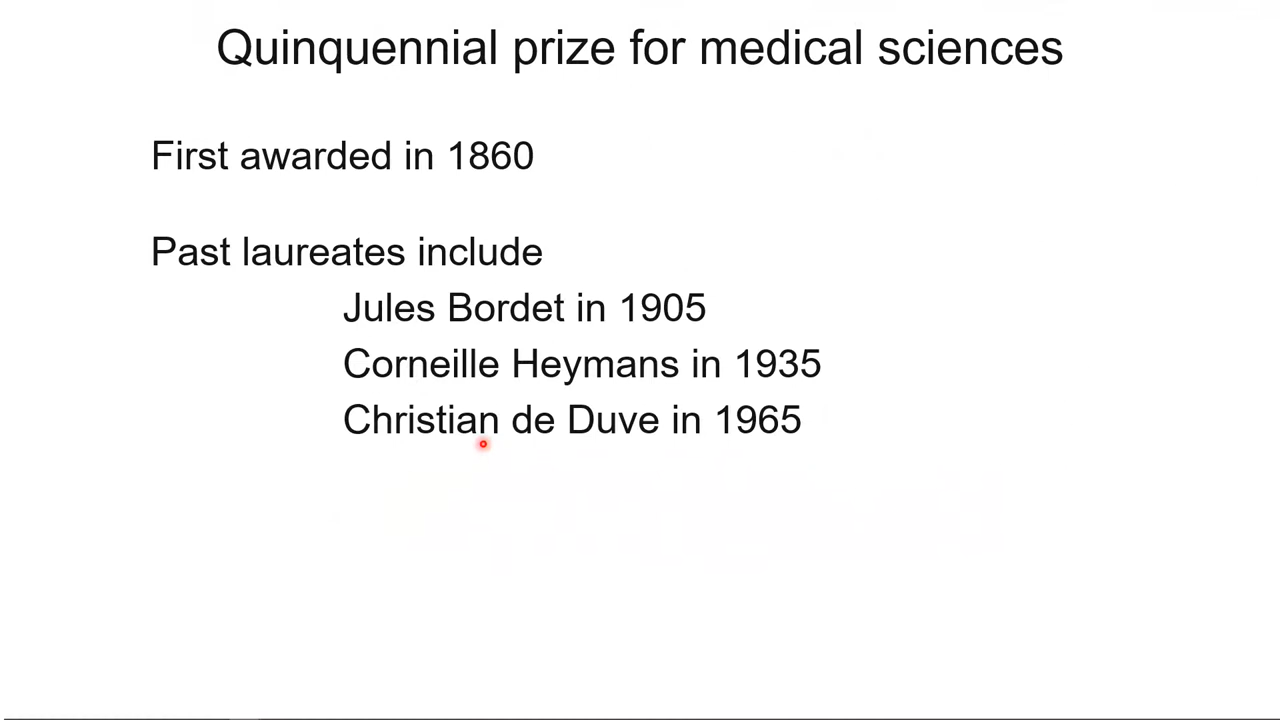 Quinquennial prize for medical sciences
First awarded in 1860
Past laureates include
Jules Bordet in 1905
Corneille Heymans in 1935
Christian de Duve in 1965